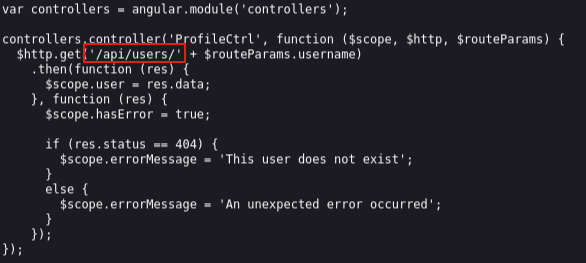 var controllers = angular.module('controllers');
controllers.controller('ProfileCtrl', function ($scope, $http, $routeParams) {
  $http.get('/api/users/' + $routeParams.username)
    .then(function (res) {
      $scope.user = res.data;
    }, function (res) {
      $scope.hasError = true;
      if (res.status == 404) {
        $scope.errorMessage = 'This user does not exist';
      }
      else {
        $scope.errorMessage = 'An unexpected error occurred';
      }
    });
});